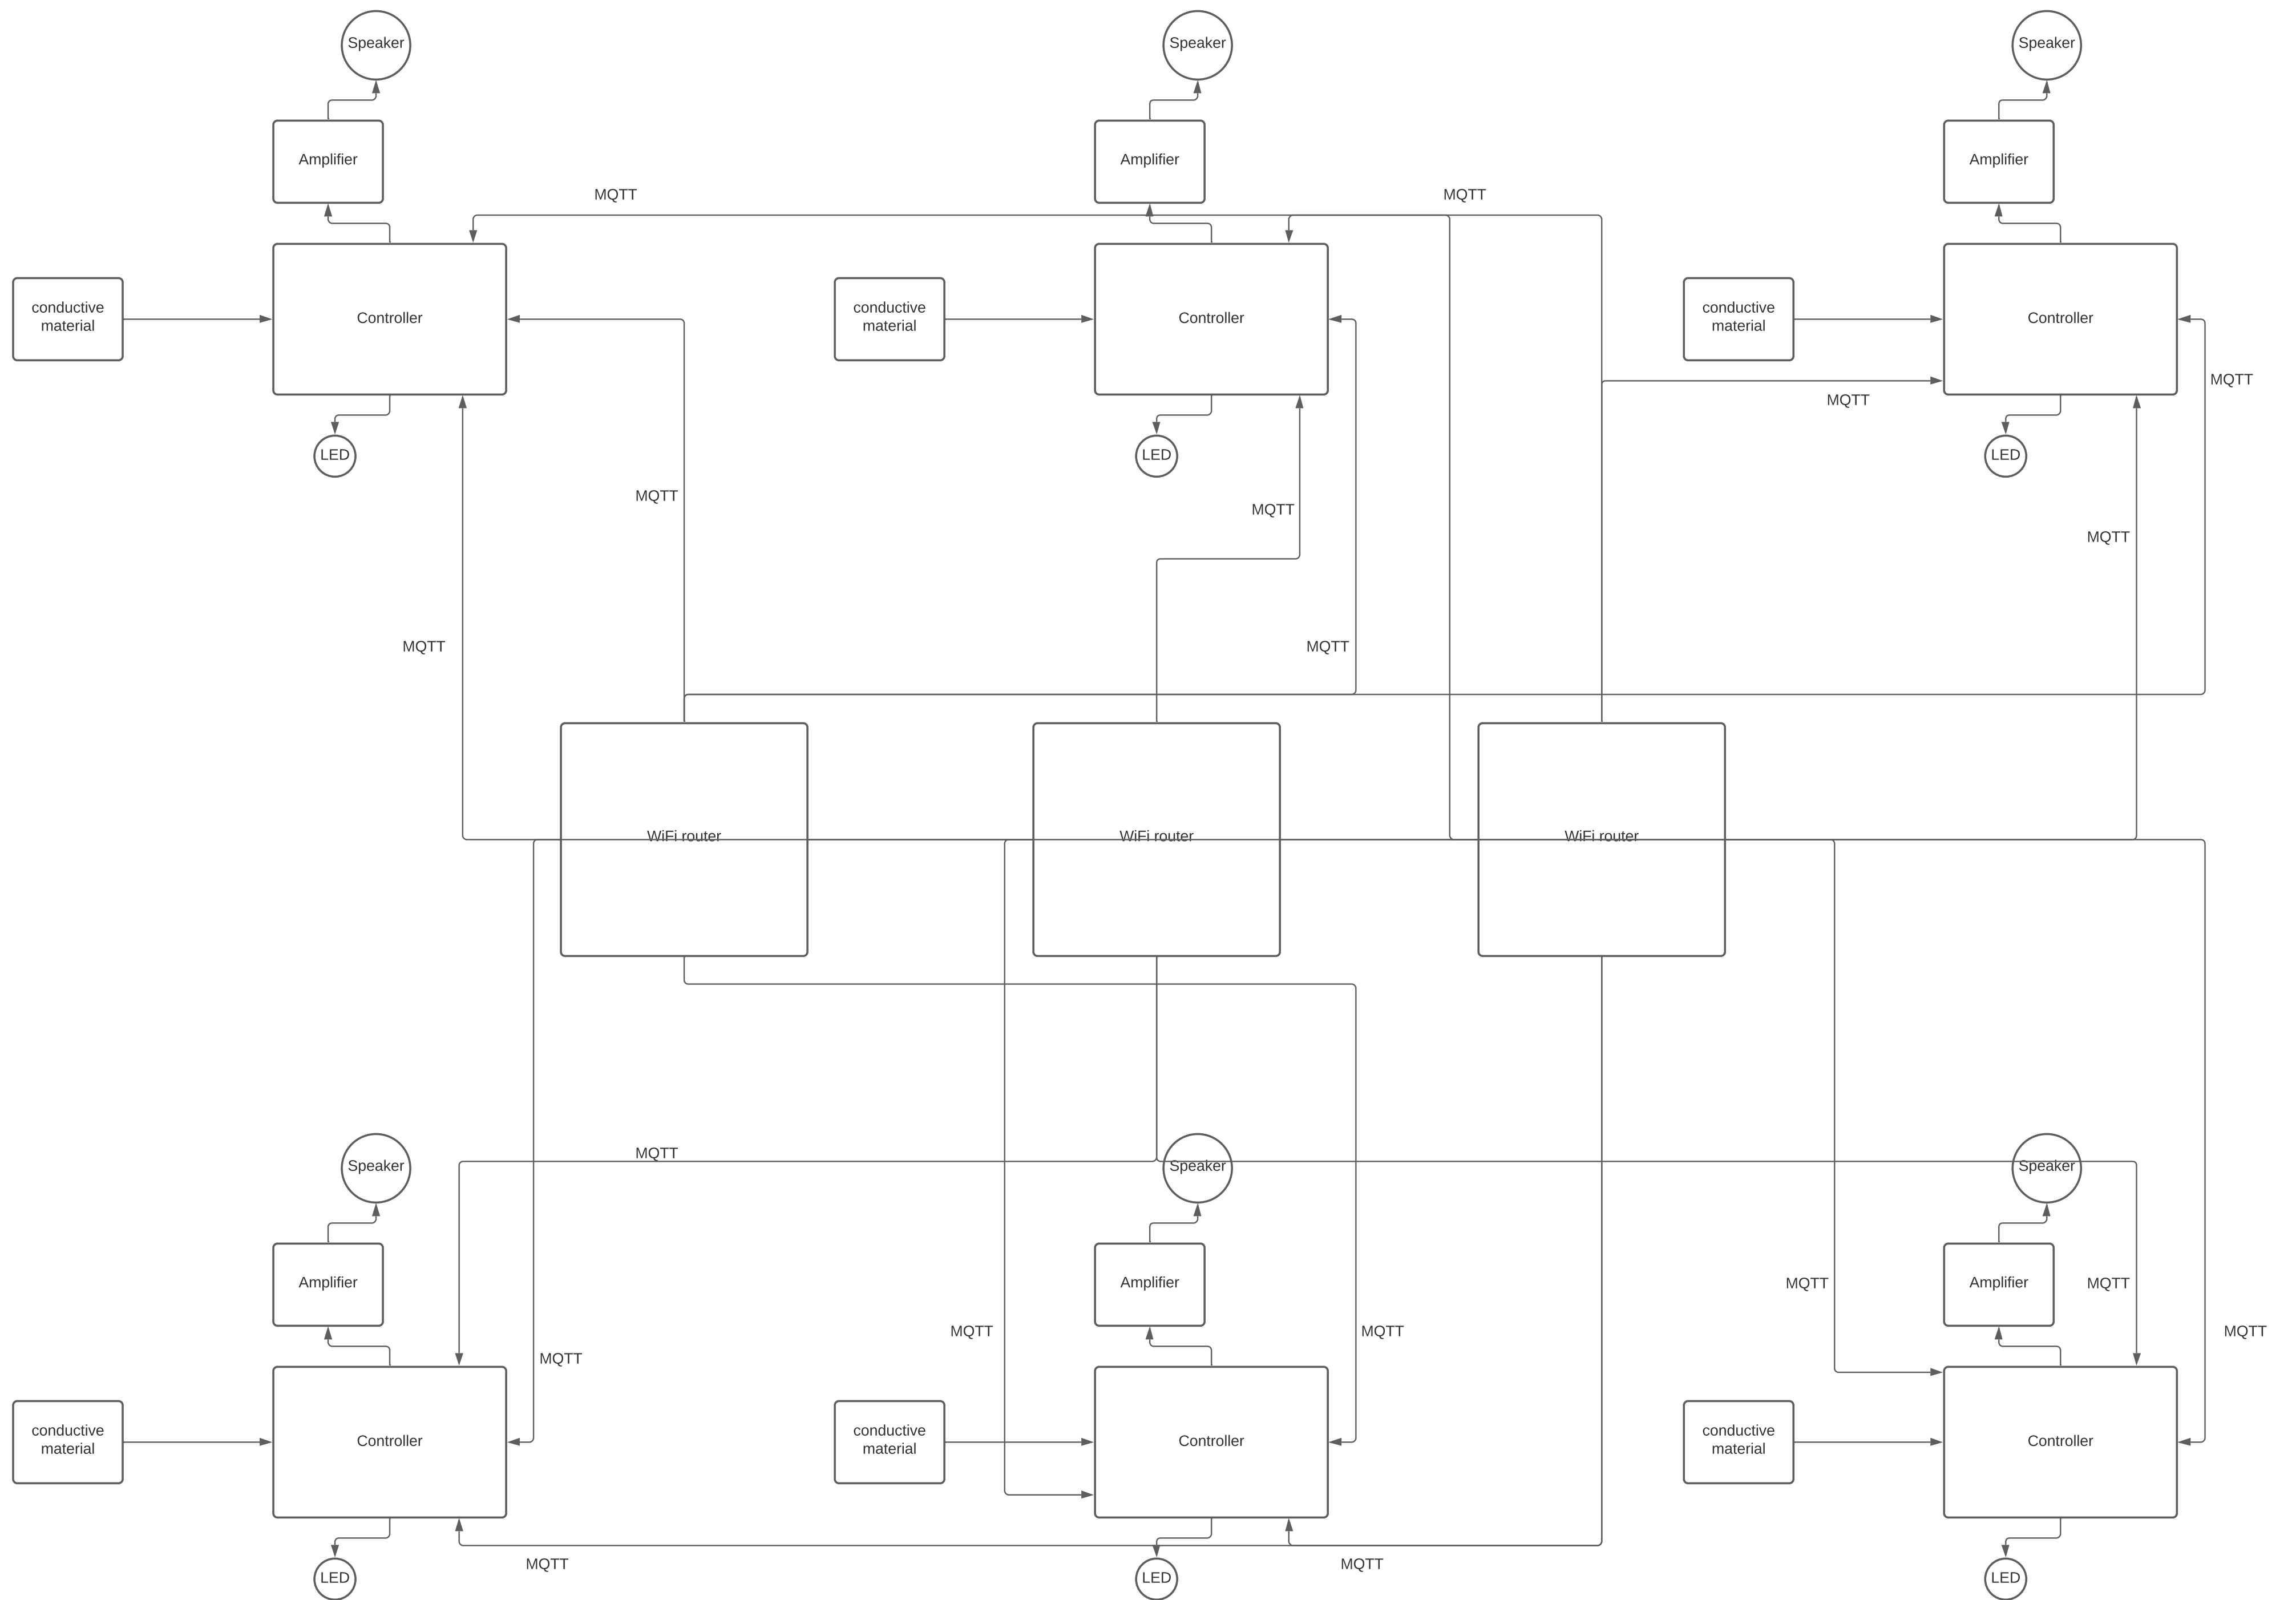 Speaker
Speaker
Speaker
Amplifier
Amplifier
Amplifier
MQTT
MQTT
conductive
material
Controller
conductive
material
Controller
conductive
material
Controller
MQTT
MQTT
LED
LED
LED
MQTT
MQTT
MQTT
MQTT
MQTT
WiFi router
WiFi router
WiFi router
MQTT
Speaker
Speaker
Speaker
Amplifier
Amplifier
MQTT
Amplifier
MQTT
MQTT
MQTT
MQTT
MQTT
conductive
material
Controller
conductive
material
Controller
conductive
material
Controller
MQTT
MQTT
LED
LED
LED